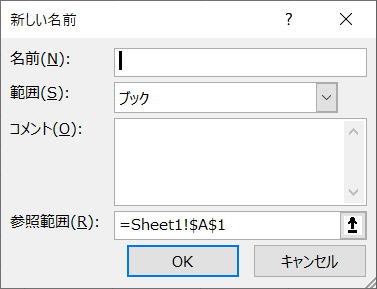 新しい名前
?
名前(N):
範囲(S):
ブック
コメント(O):
参照範囲(R):
=Sheet1!$A$1
OK
キャンセル